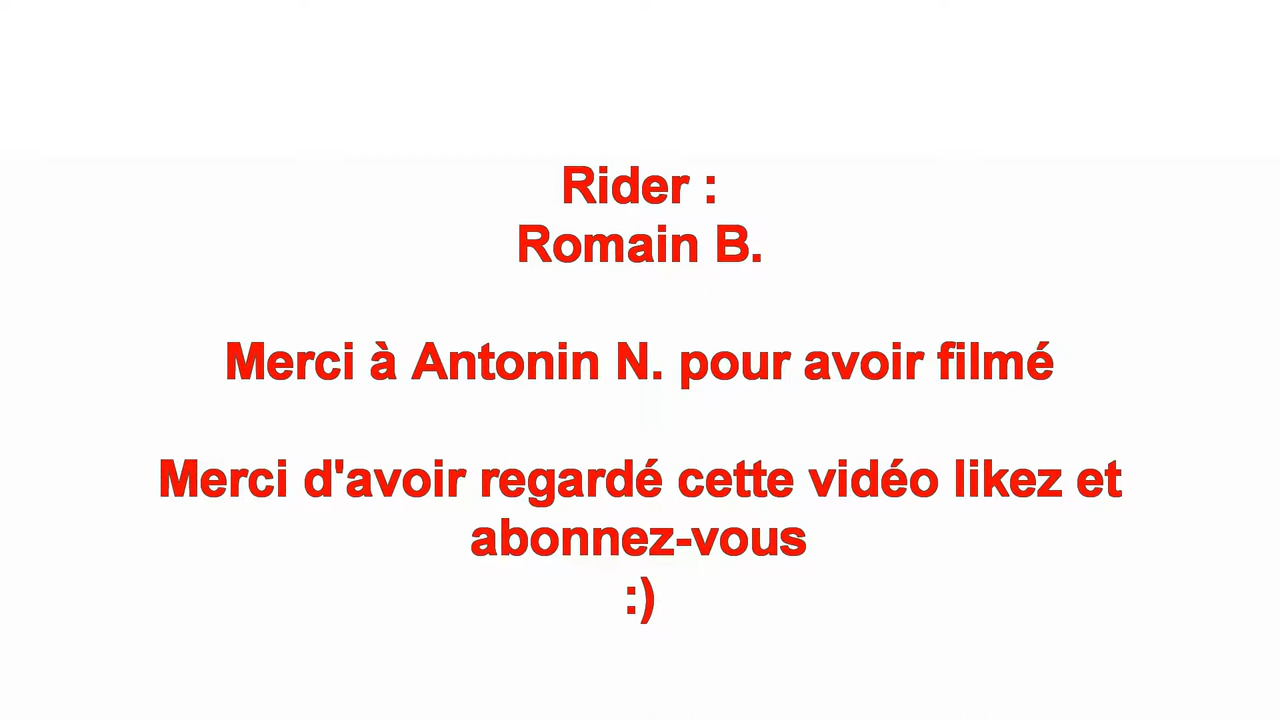 Rider :
Romain B.
Merci à Antonin N. pour avoir filmé
Merci d'avoir regardé cette vidéo likez et
abonnez-vous
:)